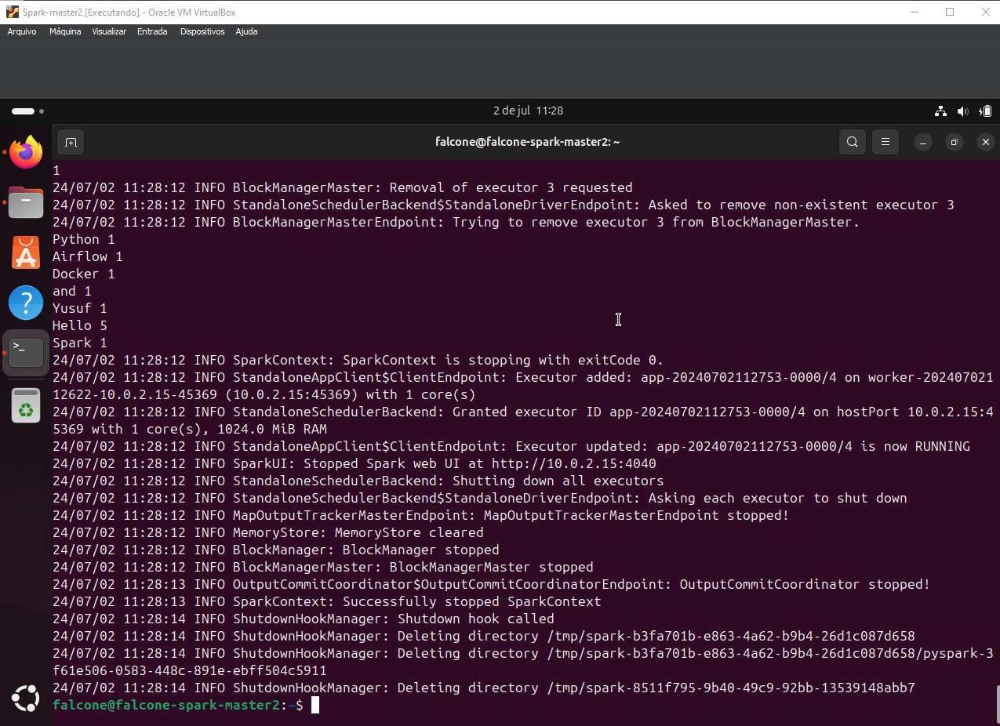 Spark-master2 [Executando] - Oracle VM VirtualBox
Arquivo Máquina Visualizar Entrada Dispositivos Ajuda
2 de jul 11:28
falcone@falcone-spark-master2: ~
1
24/07/02 11:28:12 INFO BlockManagerMaster: Removal of executor 3 requested
24/07/02 11:28:12 INFO StandaloneSchedulerBackend$StandaloneDriverEndpoint: Asked to remove non-existent executor 3
24/07/02 11:28:12 INFO BlockManagerMasterEndpoint: Trying to remove executor 3 from BlockManagerMaster.
Python 1
Airflow 1
Docker 1
and 1
Yusuf 1
Hello 5
Spark 1
24/07/02 11:28:12 INFO SparkContext: SparkContext is stopping with exitCode 0.
24/07/02 11:28:12 INFO StandaloneAppClient$ClientEndpoint: Executor added: app-20240702112753-0000/4 on worker-202407021
12622-10.0.2.15-45369 (10.0.2.15:45369) with 1 core(s)
24/07/02 11:28:12 INFO StandaloneSchedulerBackend: Granted executor ID app-20240702112753-0000/4 on hostPort 10.0.2.15:4
5369 with 1 core(s), 1024.0 MiB RAM
24/07/02 11:28:12 INFO StandaloneAppClient$ClientEndpoint: Executor updated: app-20240702112753-0000/4 is now RUNNING
24/07/02 11:28:12 INFO SparkUI: Stopped Spark web UI at http://10.0.2.15:4040
24/07/02 11:28:12 INFO StandaloneSchedulerBackend: Shutting down all executors
24/07/02 11:28:12 INFO StandaloneSchedulerBackend$StandaloneDriverEndpoint: Asking each executor to shut down
24/07/02 11:28:12 INFO MapOutputTrackerMasterEndpoint: MapOutputTrackerMasterEndpoint stopped!
24/07/02 11:28:12 INFO MemoryStore: MemoryStore cleared
24/07/02 11:28:12 INFO BlockManager: BlockManager stopped
24/07/02 11:28:12 INFO BlockManagerMaster: BlockManagerMaster stopped
24/07/02 11:28:13 INFO OutputCommitCoordinator$OutputCommitCoordinatorEndpoint: OutputCommitCoordinator stopped!
24/07/02 11:28:13 INFO SparkContext: Successfully stopped SparkContext
24/07/02 11:28:14 INFO ShutdownHookManager: Shutdown hook called
24/07/02 11:28:14 INFO ShutdownHookManager: Deleting directory /tmp/spark-b3fa701b-e863-4a62-b9b4-26d1c087d658
24/07/02 11:28:14 INFO ShutdownHookManager: Deleting directory /tmp/spark-b3fa701b-e863-4a62-b9b4-26d1c087d658/pyspark-3
f61e506-0583-448c-891e-ebff504c5911
24/07/02 11:28:14 INFO ShutdownHookManager: Deleting directory /tmp/spark-8511f795-9b40-49c9-92bb-13539148abb7
falcone@falcone-spark-master2:~$